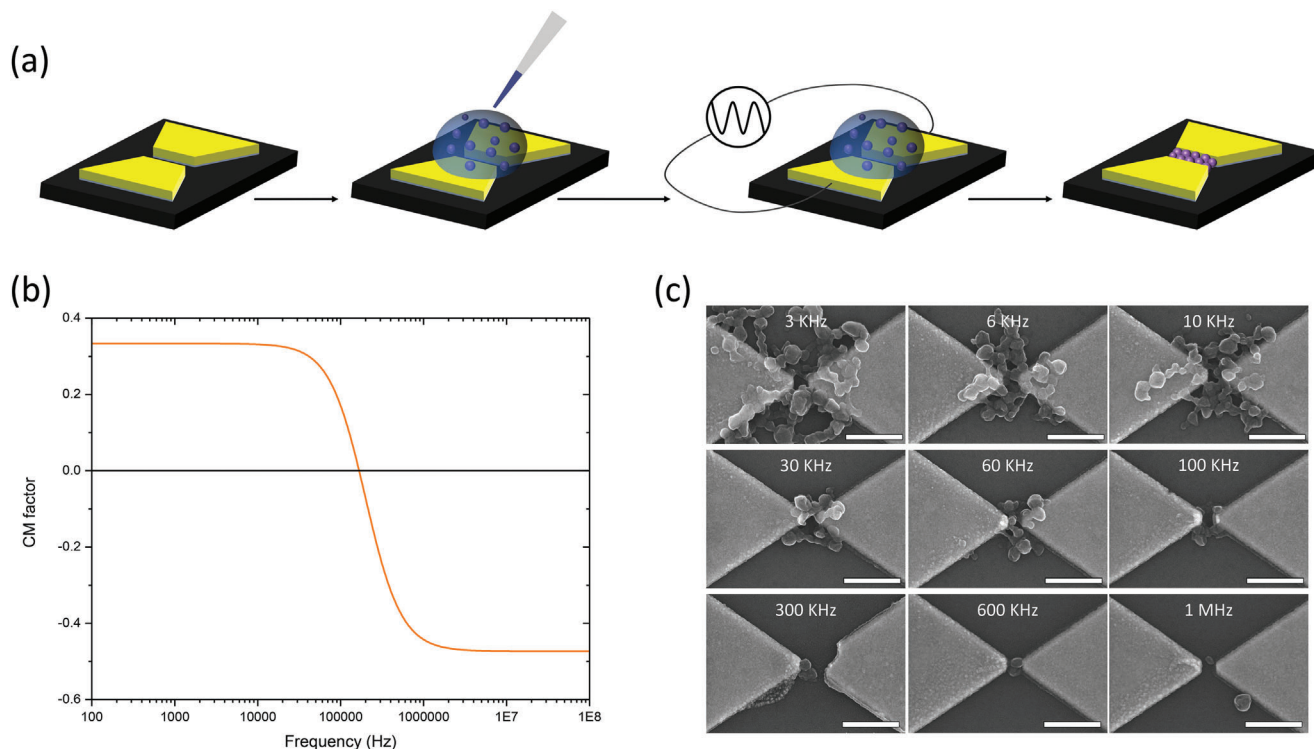 (a)
(b)
0.4
0.2
0.0
-0.2
-0.4
-0.6
CM factor
100 1000 10000 100000 1000000 1E7 1E8
Frequency (Hz)
(c)
3 KHz 6 KHz 10 KHz
30 KHz 60 KHz 100 KHz
300 KHz 600 KHz 1 MHz